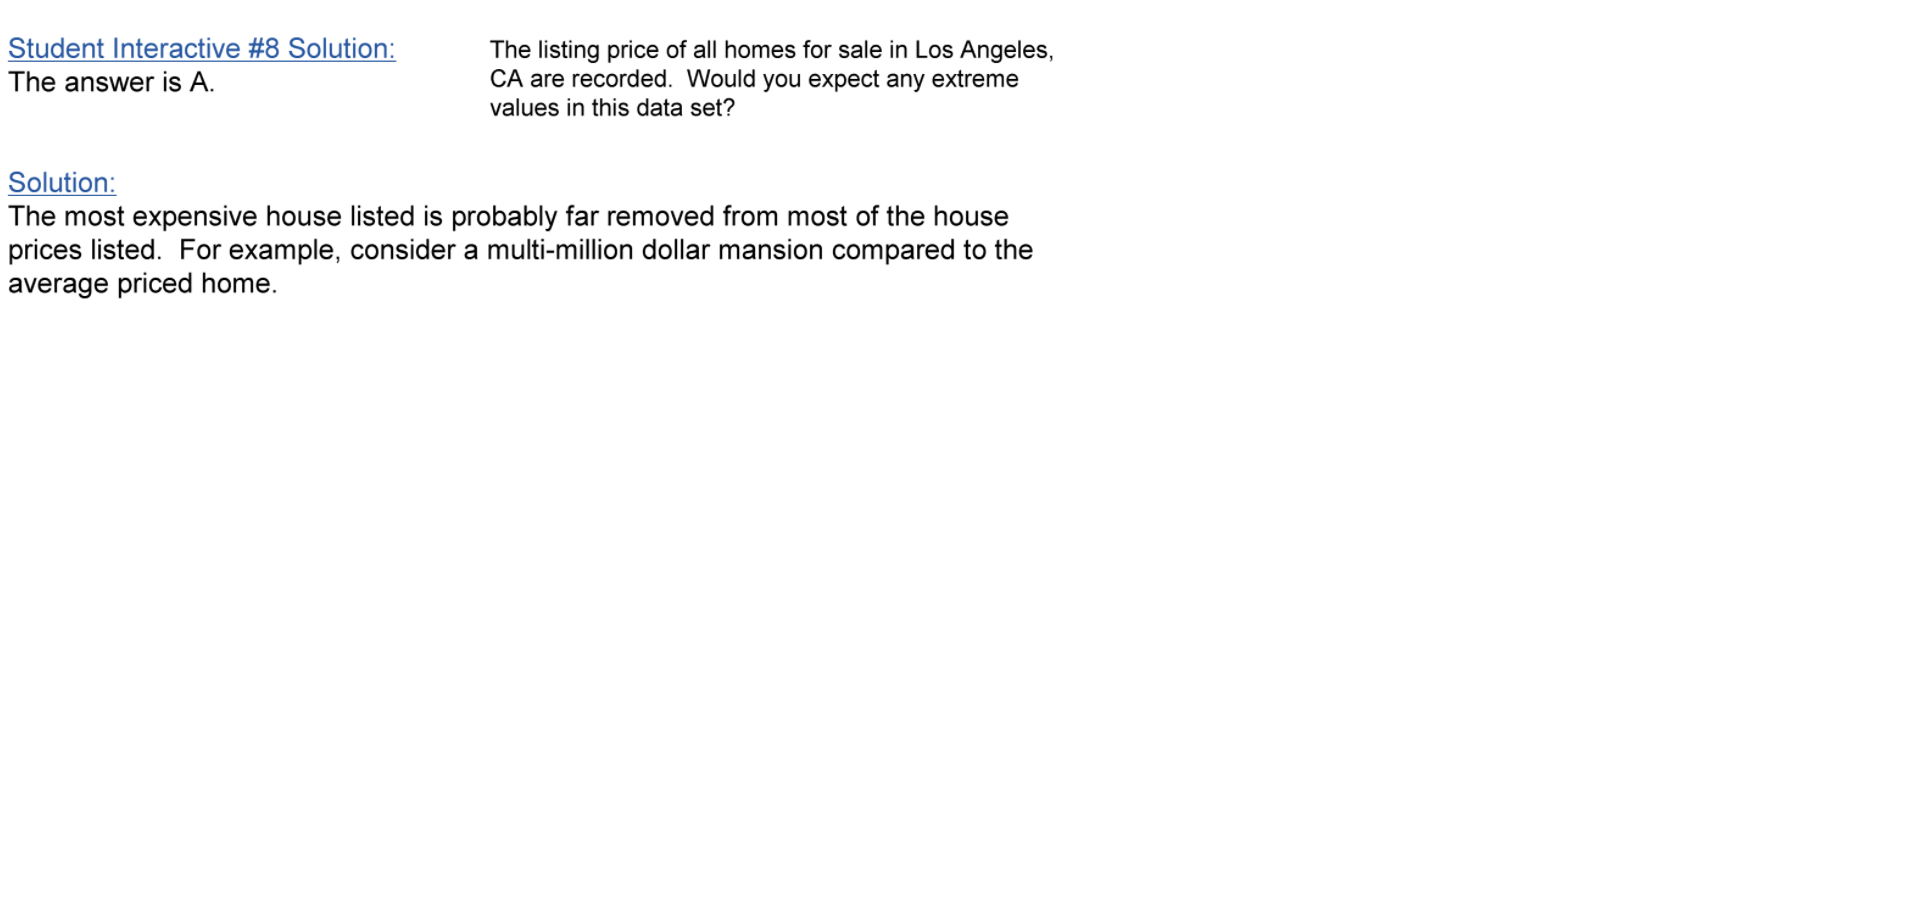 Student Interactive #8 Solution:
The answer is A.
The listing price of all homes for sale in Los Angeles,
CA are recorded.  Would you expect any extreme
values in this data set?
Solution:
The most expensive house listed is probably far removed from most of the house
prices listed.  For example, consider a multi-million dollar mansion compared to the
average priced home.